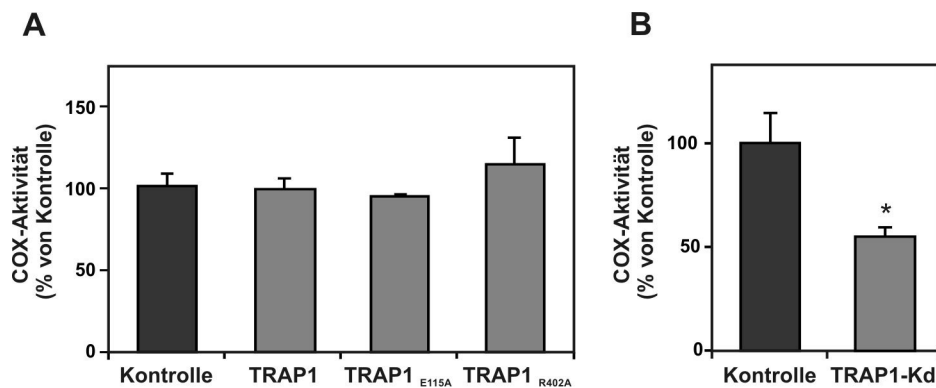 A
COX-Aktivität
(% von Kontrolle)
150
100
50
0
Kontrolle TRAP1 TRAP1 E115A TRAP1 R402A
B
COX-Aktivität
(% von Kontrolle)
100
50
0
*
Kontrolle TRAP1-Kd